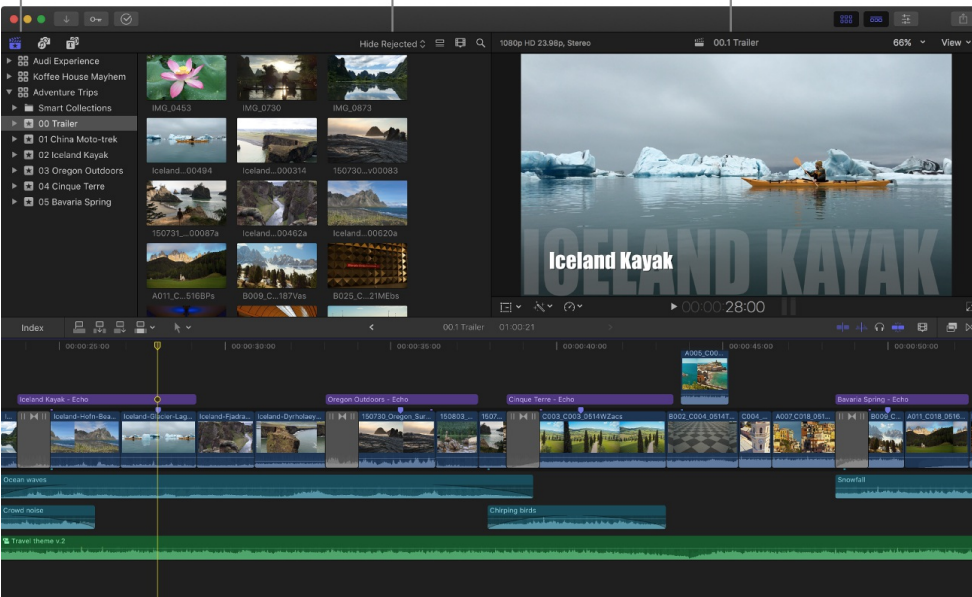 Hide Rejected
1080p HD 23.98p, Stereo
00.1 Trailer
66%
View
Audi Experience
Koffee House Mayhem
Adventure Trips
Smart Collections
00 Trailer
01 China Moto-trek
02 Iceland Kayak
03 Oregon Outdoors
04 Cinque Terre
05 Bavaria Spring
IMG_0453
IMG_0730
IMG_0873
Iceland...00494
Iceland...000314
150730...v00083
150731_...00087a
Iceland...00462a
Iceland...00620a
A011_C...516BPs
B009_C...187Vas
B025_C...21MEbs
ICELAND KAYAK
Iceland Kayak
00:00:28:00
Index
00.1 Trailer
01:00:21
00:00:25:00
00:00:30:00
00:00:35:00
00:00:40:00
00:00:45:00
00:00:50:00
A005_C00...
Iceland Kayak - Echo
Oregon Outdoors - Echo
Cinque Terre - Echo
Bavaria Spring - Echo
Iceland-Hofn-Bea...
Iceland-Glacier-Lag...
Iceland-Fjadra...
Iceland-Dyrholaey...
150730_Oregon_Sur...
150803_...
1507...
C003_C003_0514WZacs
B002_C004_0514T...
C004_...
A007_C018_051...
B009_C...
A011_C018_0516...
Ocean waves
Snowfall
Crowd noise
Chirping birds
Travel theme v.2